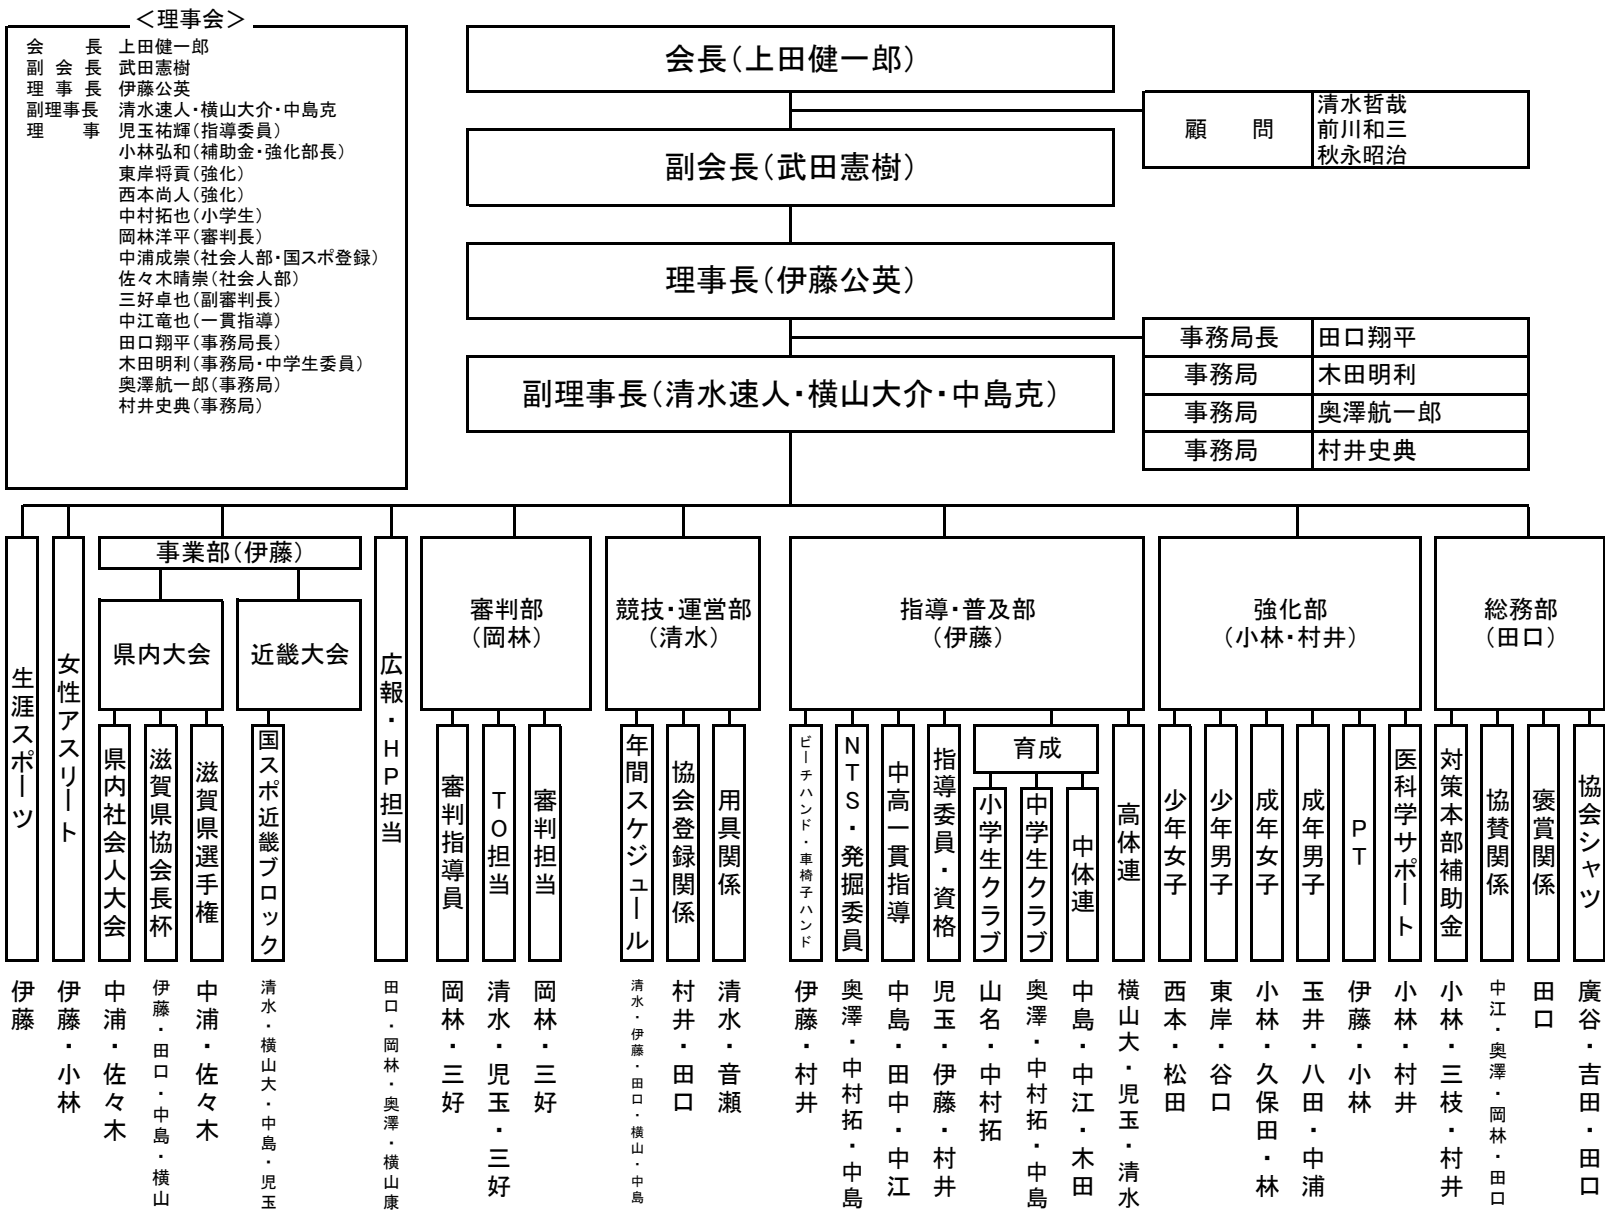 ＜理事会＞
会長 上田健一郎
副会長 武田憲樹
理事長 伊藤公英
副理事長 清水速人・横山大介・中島克
理事 児玉祐輝（指導委員）
小林弘和（補助金・強化部長）
東岸将貢（強化）
西本尚人（強化）
中村拓也（小学生）
岡林洋平（審判長）
中浦成崇（社会人部・国スポ登録）
佐々木晴崇（社会人部）
三好卓也（副審判長）
中江竜也（一貫指導）
田口翔平（事務局長）
木田明利（事務局・中学生委員）
奥澤航一郎（事務局）
村井史典（事務局）
会長（上田健一郎）
顧問
清水哲哉
前川和三
秋永昭治
副会長（武田憲樹）
理事長（伊藤公英）
事務局長 田口翔平
事務局 木田明利
事務局 奥澤航一郎
事務局 村井史典
副理事長（清水速人・横山大介・中島克）
生涯スポーツ
伊藤
女性アスリート
伊藤・小林
事業部（伊藤）
県内大会
県内社会人大会
中浦・佐々木
滋賀県協会長杯
伊藤・田口・中島・横山
滋賀県選手権
中浦・佐々木
近畿大会
国スポ近畿ブロック
清水・横山大・中島・児玉
広報・HP担当
田口・岡林・奥澤・横山康
審判部
（岡林）
審判指導員
岡林・三好
TO担当
清水・児玉・三好
審判担当
岡林・三好
競技・運営部
（清水）
年間スケジュール
清水・伊藤・田口・横山・中島
協会登録関係
村井・田口
用具関係
清水・音瀬
指導・普及部
（伊藤）
ビーチハンド・車椅子ハンド
伊藤・村井
NTS・発掘委員
奥澤・中村拓・中島
中高一貫指導
中島・田中・中江
指導委員・資格
児玉・伊藤・村井
育成
小学生クラブ
山名・中村拓
中学生クラブ
奥澤・中村拓・中島
中体連
中島・中江・木田
高体連
横山大・児玉・清水
強化部
（小林・村井）
少年女子
西本・松田
少年男子
東岸・谷口
成年女子
小林・久保田・林
成年男子
玉井・八田・中浦
PT
伊藤・小林
医科学サポート
小林・村井
総務部
（田口）
対策本部補助金
小林・三枝・村井
協賛関係
中江・奥澤・岡林・田口
褒賞関係
田口
協会シャツ
廣谷・吉田・田口